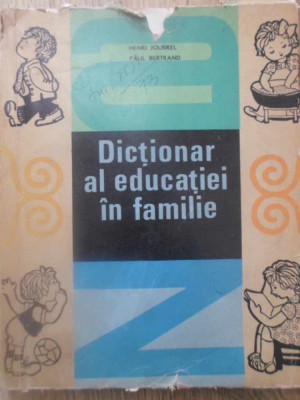 HENRI JOUBREL
PAUL BERTRAND
Dicționar
al educației
în familie